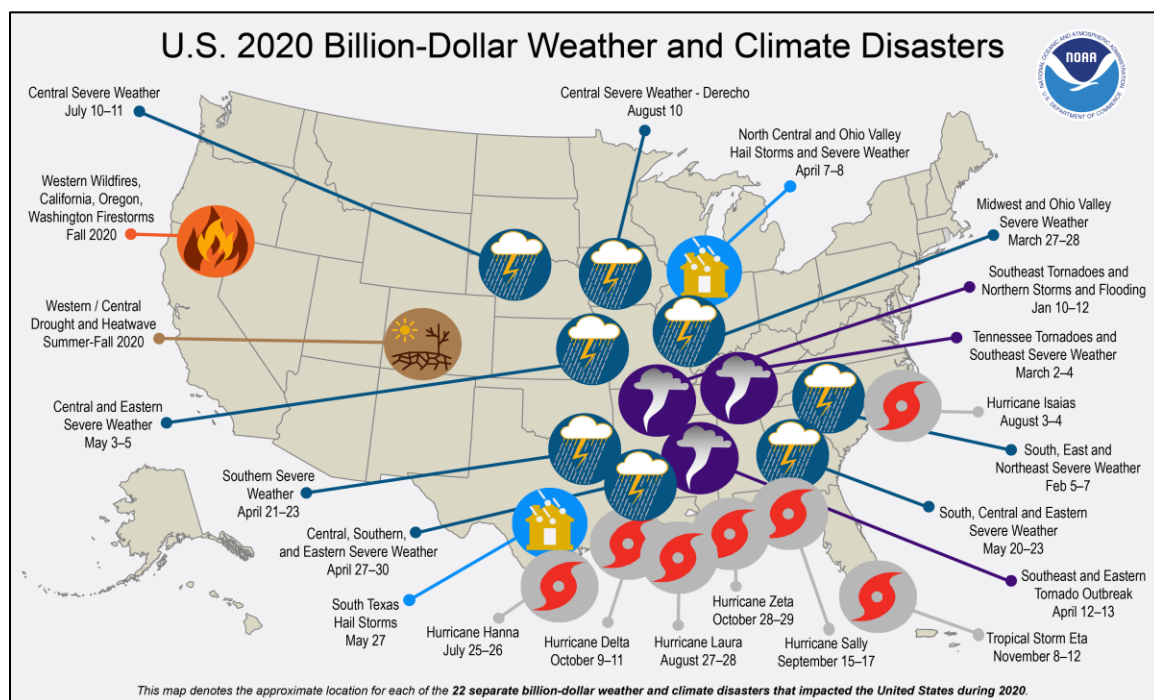 U.S. 2020 Billion-Dollar Weather and Climate Disasters
NATIONAL OCEANIC AND ATMOSPHERIC ADMINISTRATION
NOAA
U.S. DEPARTMENT OF COMMERCE
Central Severe Weather
July 10–11
Central Severe Weather - Derecho
August 10
North Central and Ohio Valley
Hail Storms and Severe Weather
April 7–8
Western Wildfires,
California, Oregon,
Washington Firestorms
Fall 2020
Midwest and Ohio Valley
Severe Weather
March 27–28
Southeast Tornadoes and
Northern Storms and Flooding
Jan 10–12
Western / Central
Drought and Heatwave
Summer-Fall 2020
Tennessee Tornadoes and
Southeast Severe Weather
March 2–4
Central and Eastern
Severe Weather
May 3–5
Hurricane Isaias
August 3–4
South, East and
Northeast Severe Weather
Feb 5–7
Southern Severe
Weather
April 21–23
Central, Southern,
and Eastern Severe Weather
April 27–30
South, Central and Eastern
Severe Weather
May 20–23
Southeast and Eastern
Tornado Outbreak
April 12–13
South Texas
Hail Storms
May 27
Hurricane Hanna
July 25–26
Hurricane Delta
October 9–11
Hurricane Laura
August 27–28
Hurricane Zeta
October 28–29
Hurricane Sally
September 15–17
Tropical Storm Eta
November 8–12
This map denotes the approximate location for each of the 22 separate billion-dollar weather and climate disasters that impacted the United States during 2020.